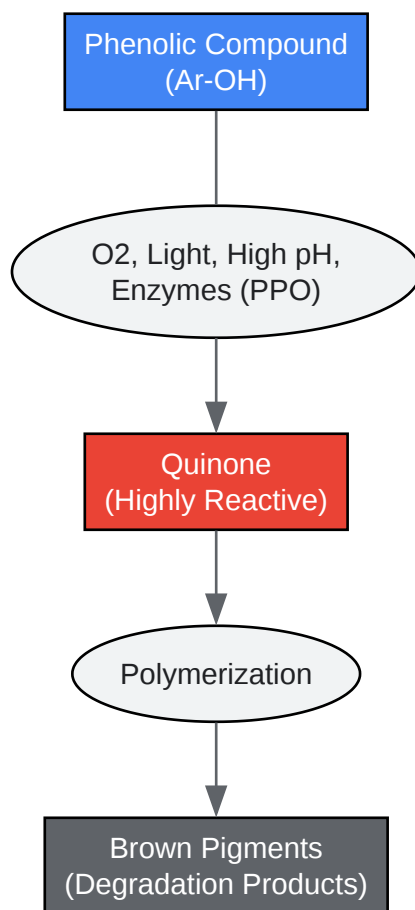 Phenolic Compound
(Ar-OH)
O2, Light, High pH,
Enzymes (PPO)
Quinone
(Highly Reactive)
Polymerization
Brown Pigments
(Degradation Products)